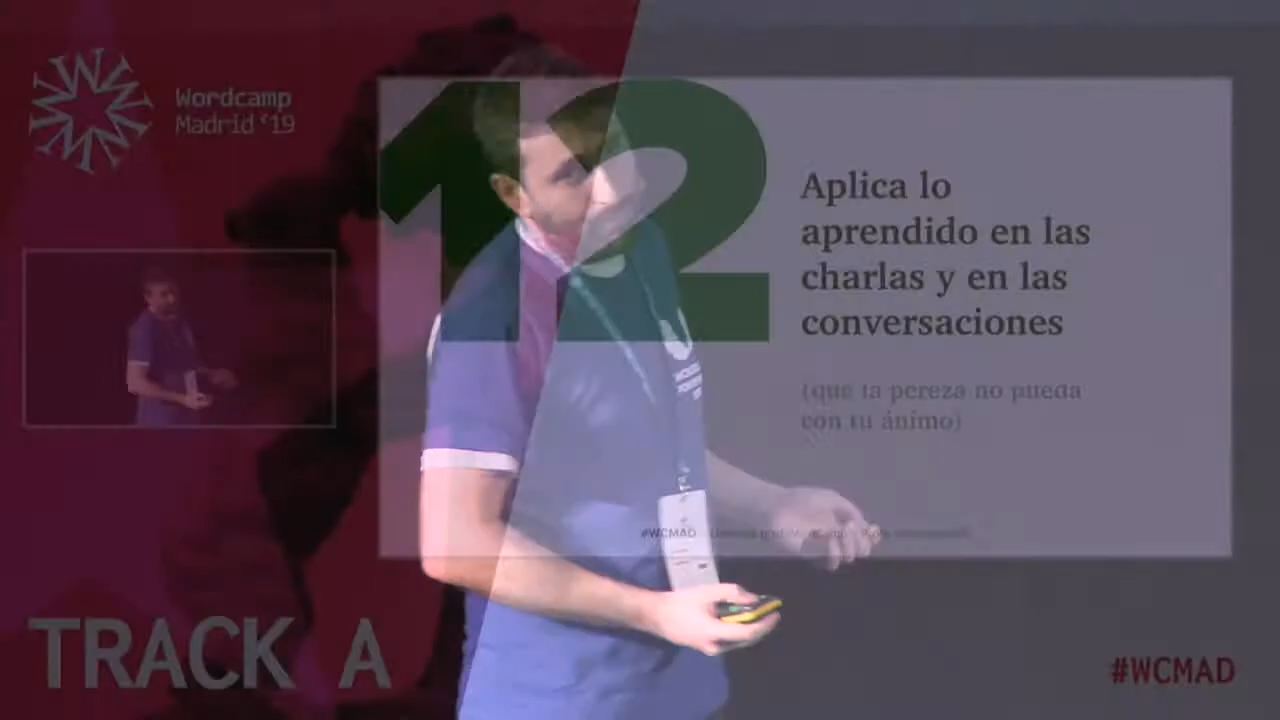 Wordcamp
Madrid '19
12
Aplica lo
aprendido en las
charlas y en las
conversaciones
(que la pereza no pueda
con tu ánimo)
#WCMAD
TRACK A
#WCMAD